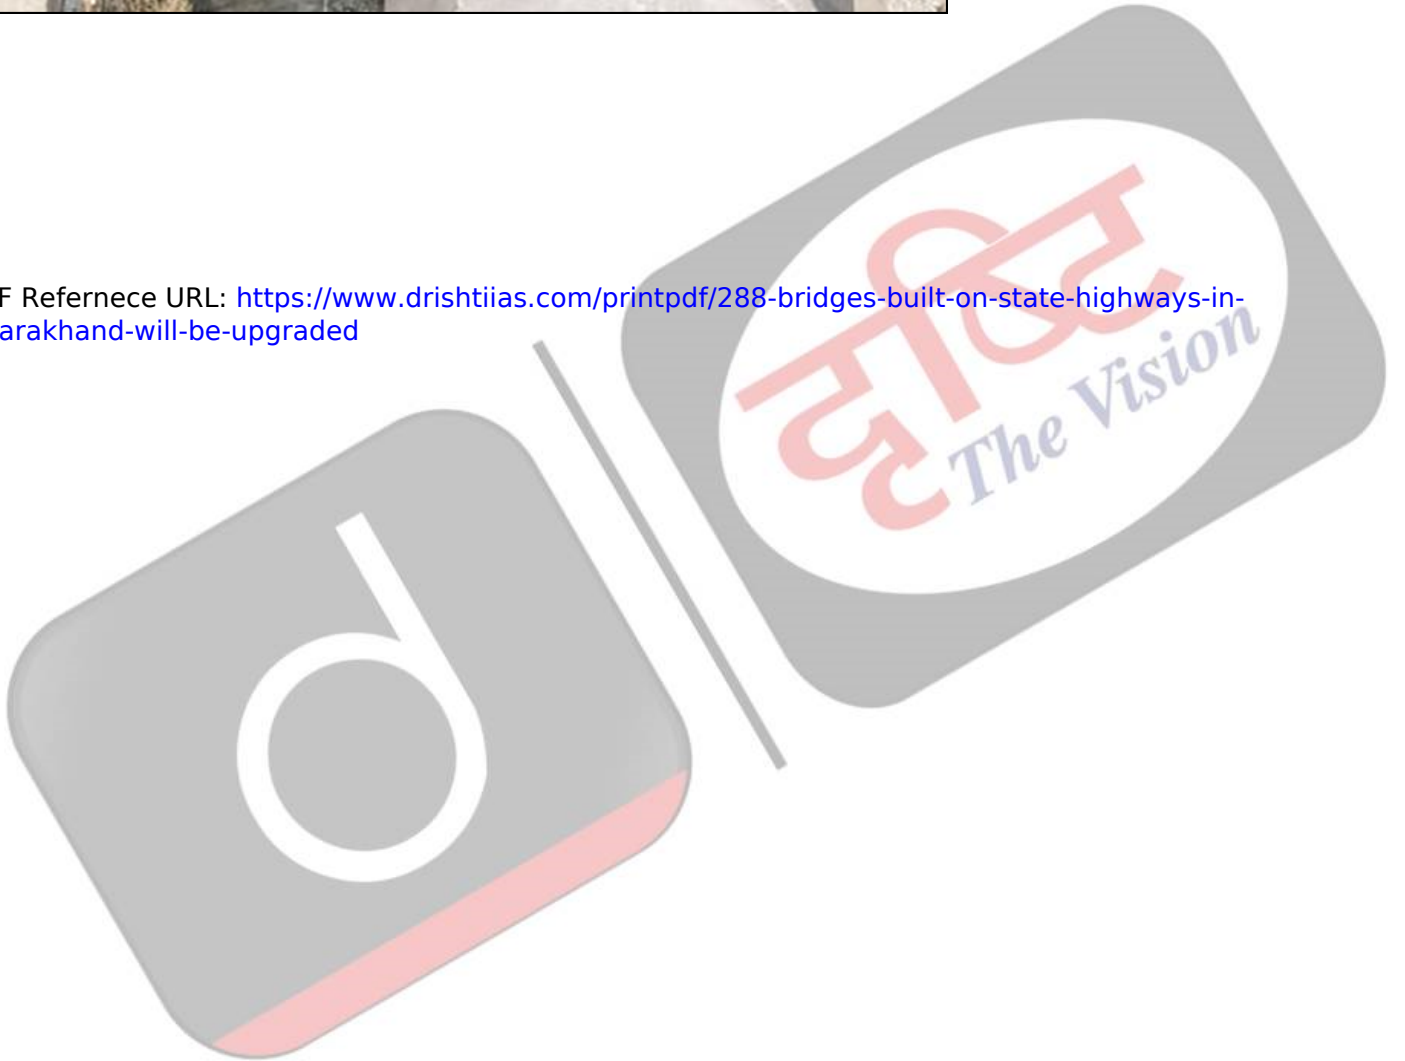 F Refernece URL: https://www.drishtiias.com/printpdf/288-bridges-built-on-state-highways-in-
arakhand-will-be-upgraded
दृष्टि
The Vision
d